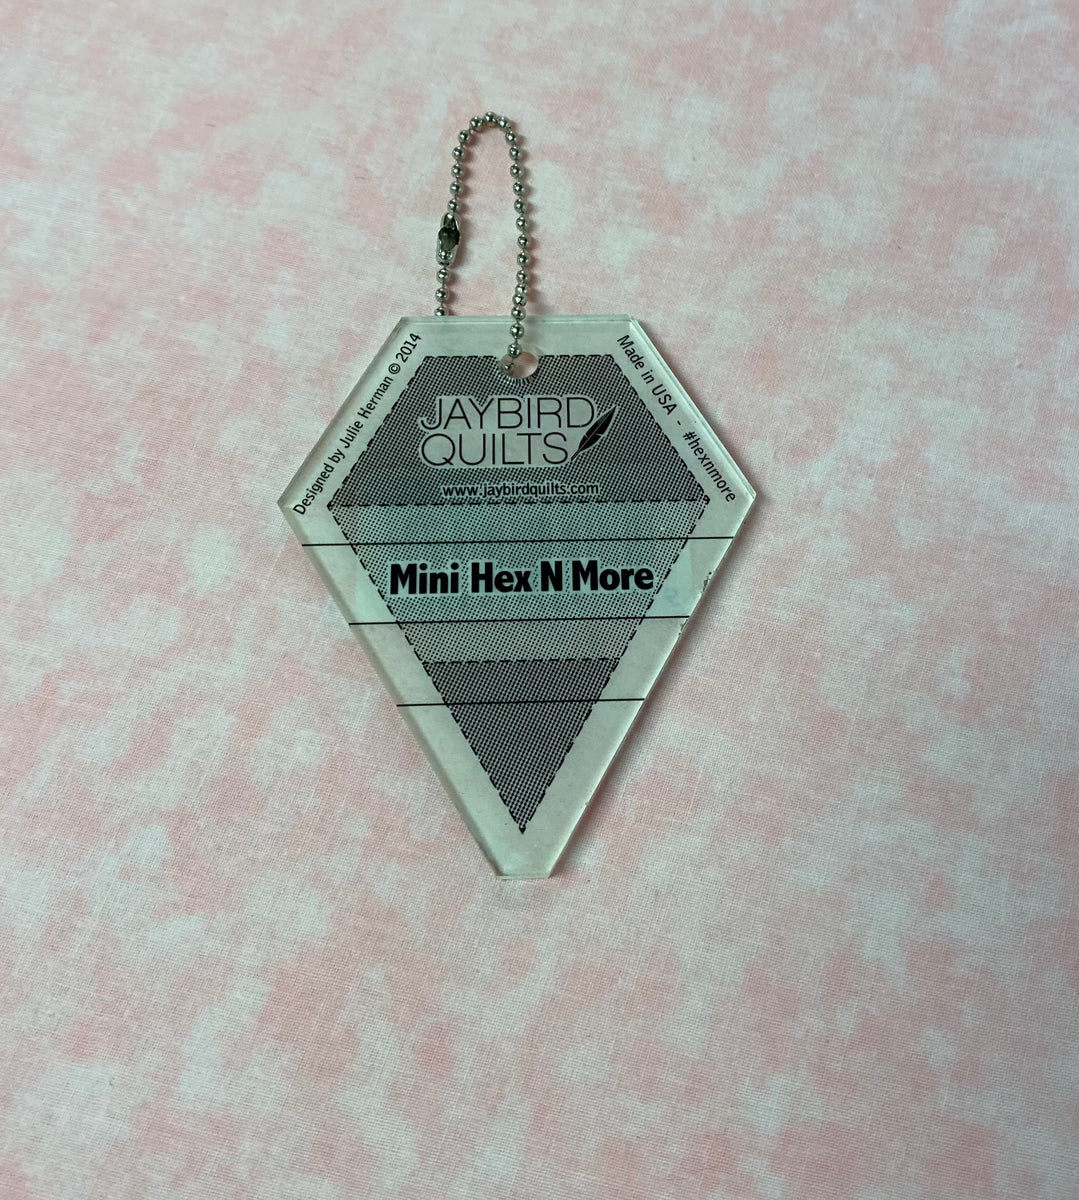 Designed by Julie Herman © 2014
Made in USA - #hexnmore
JAYBIRD
QUILTS
www.jaybirdquilts.com
Mini Hex N More